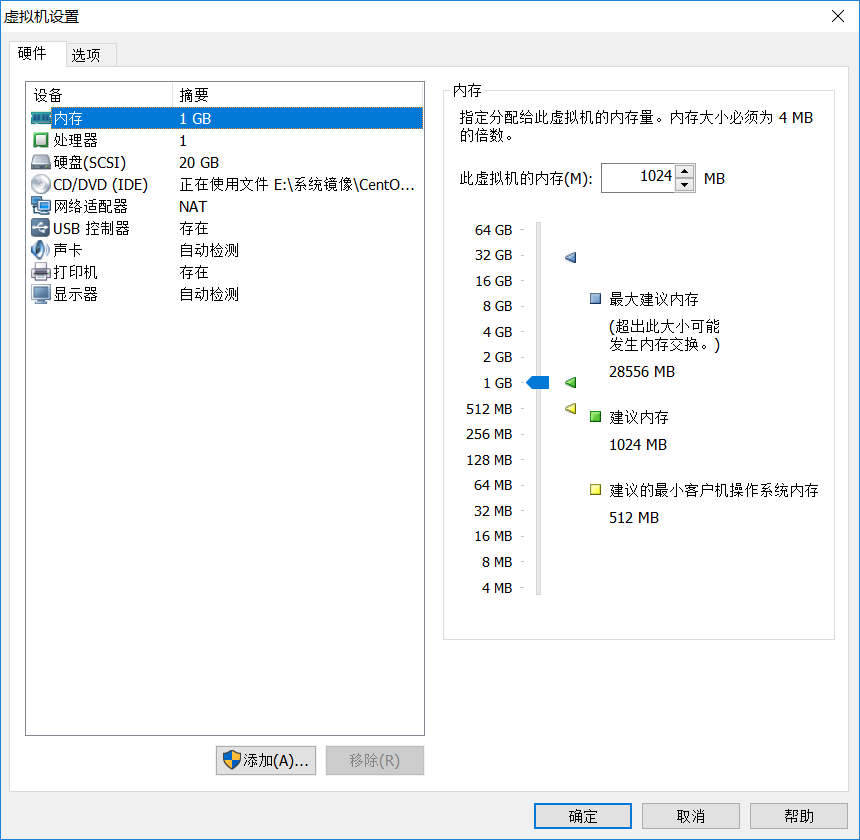 虚拟机设置
硬件 选项
设备 摘要
内存 1 GB
处理器 1
硬盘(SCSI) 20 GB
CD/DVD (IDE) 正在使用文件 E:\系统镜像\CentO...
网络适配器 NAT
USB 控制器 存在
声卡 自动检测
打印机 存在
显示器 自动检测
添加(A)... 移除(R)
内存
指定分配给此虚拟机的内存量。内存大小必须为 4 MB
的倍数。
此虚拟机的内存(M): 1024 MB
64 GB
32 GB
16 GB
8 GB
4 GB
2 GB
1 GB
512 MB
256 MB
128 MB
64 MB
32 MB
16 MB
8 MB
4 MB
最大建议内存
(超出此大小可能
发生内存交换。)
28556 MB
建议内存
1024 MB
建议的最小客户机操作系统内存
512 MB
确定 取消 帮助